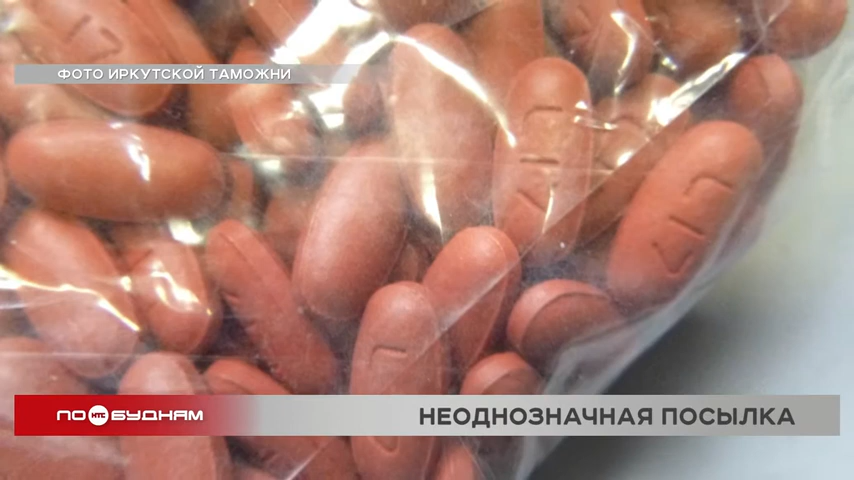 ФОТО ИРКУТСКОЙ ТАМОЖНИ
ПО НТС БУДНЯМ
НЕОДНОЗНАЧНАЯ ПОСЫЛКА